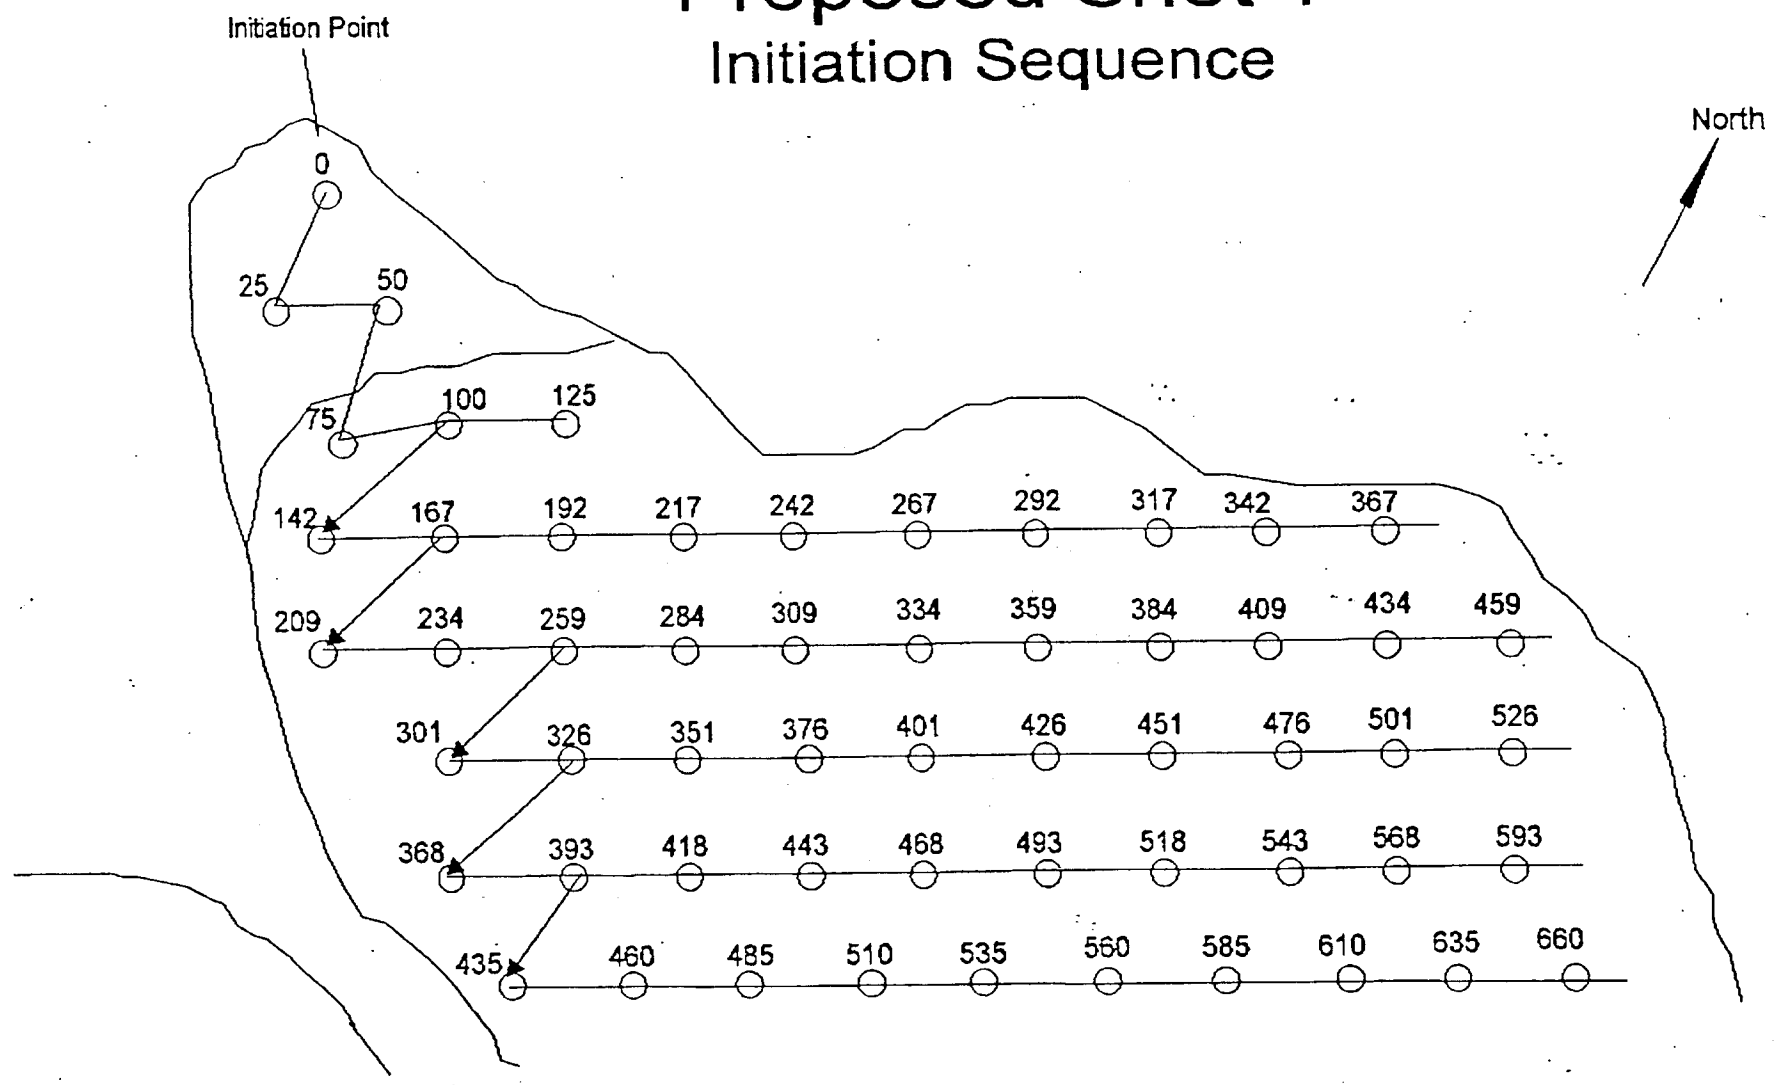 Proposed Shot
Initiation Sequence
Initiation Point
North
0
25 50
75 100 125
142 167 192 217 242 267 292 317 342 367
209 234 259 284 309 334 359 384 409 434 459
301 326 351 376 401 426 451 476 501 526
368 393 418 443 468 493 518 543 568 593
435 460 485 510 535 560 585 610 635 660